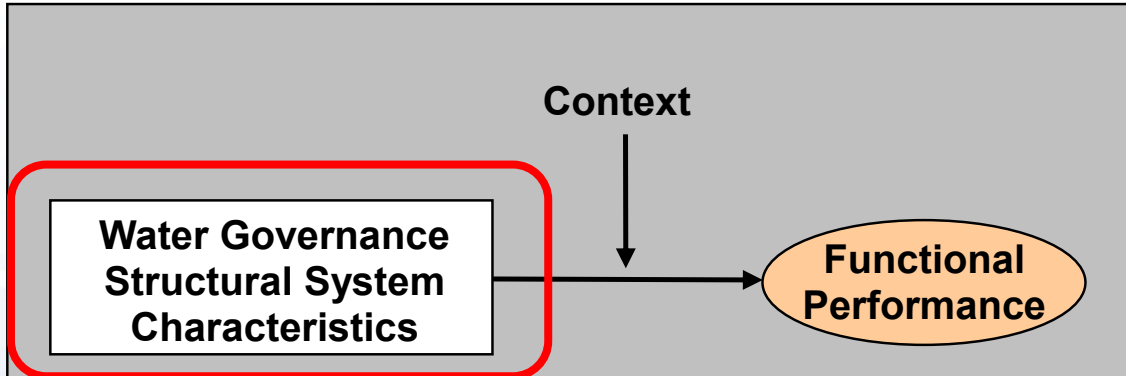 Context
Water Governance
Structural System
Characteristics
Functional
Performance